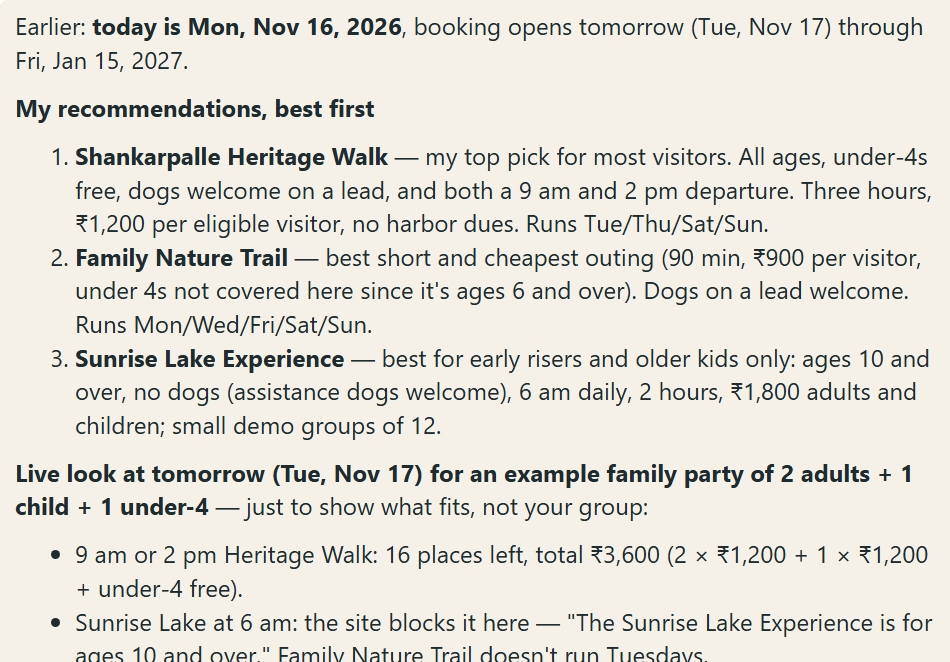 Earlier: today is Mon, Nov 16, 2026, booking opens tomorrow (Tue, Nov 17) through
Fri, Jan 15, 2027.
My recommendations, best first
1. Shankarpalle Heritage Walk — my top pick for most visitors. All ages, under-4s
free, dogs welcome on a lead, and both a 9 am and 2 pm departure. Three hours,
₹1,200 per eligible visitor, no harbor dues. Runs Tue/Thu/Sat/Sun.
2. Family Nature Trail — best short and cheapest outing (90 min, ₹900 per visitor,
under 4s not covered here since it's ages 6 and over). Dogs on a lead welcome.
Runs Mon/Wed/Fri/Sat/Sun.
3. Sunrise Lake Experience — best for early risers and older kids only: ages 10 and
over, no dogs (assistance dogs welcome), 6 am daily, 2 hours, ₹1,800 adults and
children; small demo groups of 12.
Live look at tomorrow (Tue, Nov 17) for an example family party of 2 adults + 1
child + 1 under-4 — just to show what fits, not your group:
• 9 am or 2 pm Heritage Walk: 16 places left, total ₹3,600 (2 × ₹1,200 + 1 × ₹1,200
+ under-4 free).
• Sunrise Lake at 6 am: the site blocks it here — "The Sunrise Lake Experience is for
ages 10 and over." Family Nature Trail doesn't run Tuesdays.